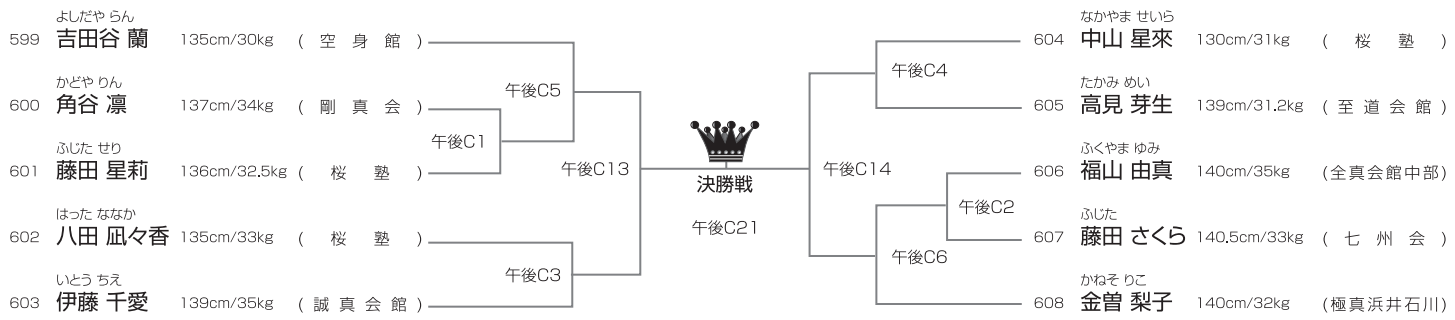 よしだや らん
599 吉田谷 蘭 135cm/30kg ( 空 身 館 )
かどや りん
600 角谷 凛 137cm/34kg ( 剛 真 会 )
ふじた せり
601 藤田 星莉 136cm/32.5kg ( 桜 塾 )
はった ななか
602 八田 凪々香 135cm/33kg ( 桜 塾 )
いとう ちえ
603 伊藤 千愛 139cm/35kg ( 誠 真 会 館 )
午後C5
午後C1
午後C13
午後C3
決勝戦
午後C21
午後C4
午後C14
午後C2
午後C6
なかやま せいら
604 中山 星來 130cm/31kg ( 桜 塾 )
たかみ めい
605 高見 芽生 139cm/31.2kg ( 至 道 会 館 )
ふくやま ゆみ
606 福山 由真 140cm/35kg (全真会館中部)
ふじた
607 藤田 さくら 140.5cm/33kg ( 七 州 会 )
かねそ りこ
608 金曽 梨子 140cm/32kg (極真浜井石川)